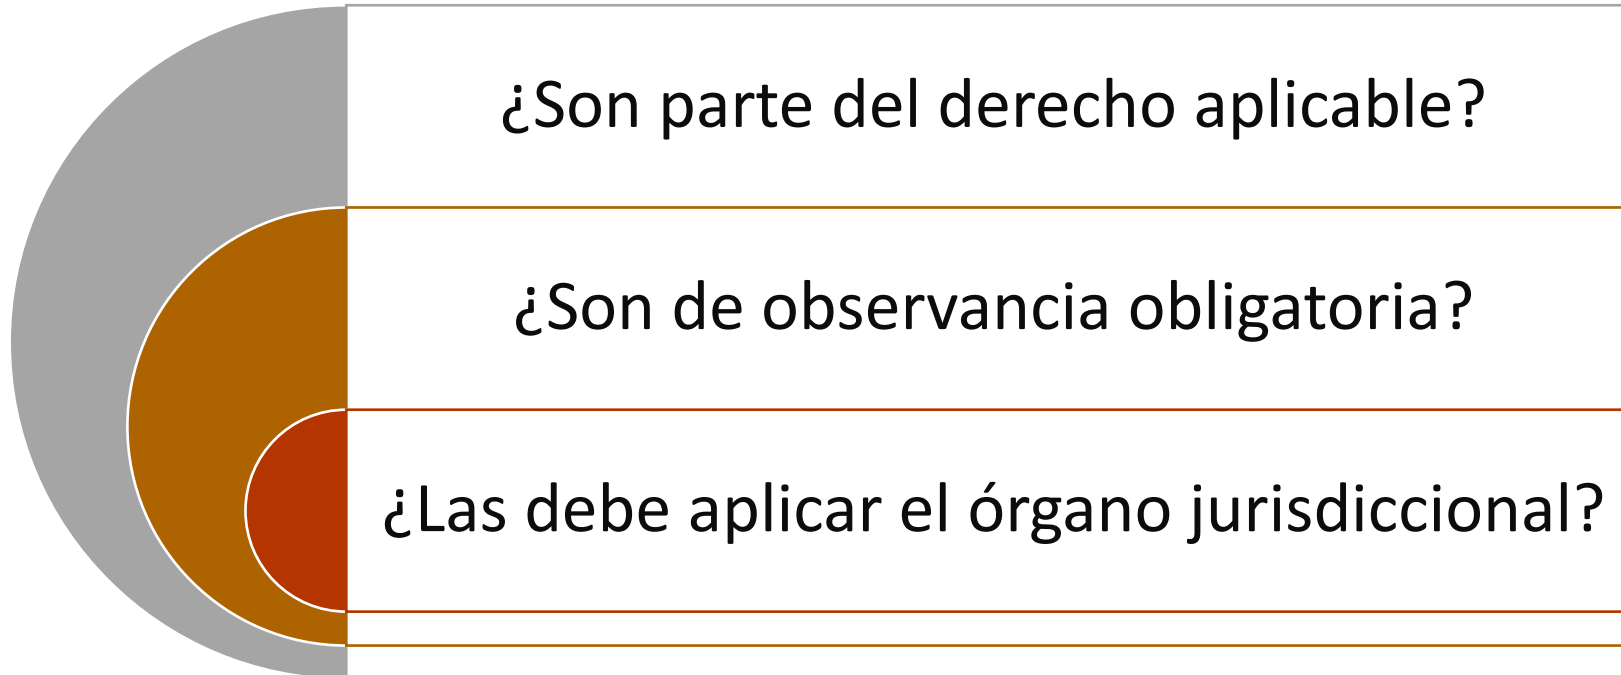 ¿Son parte del derecho aplicable?
¿Son de observancia obligatoria?
¿Las debe aplicar el órgano jurisdiccional?